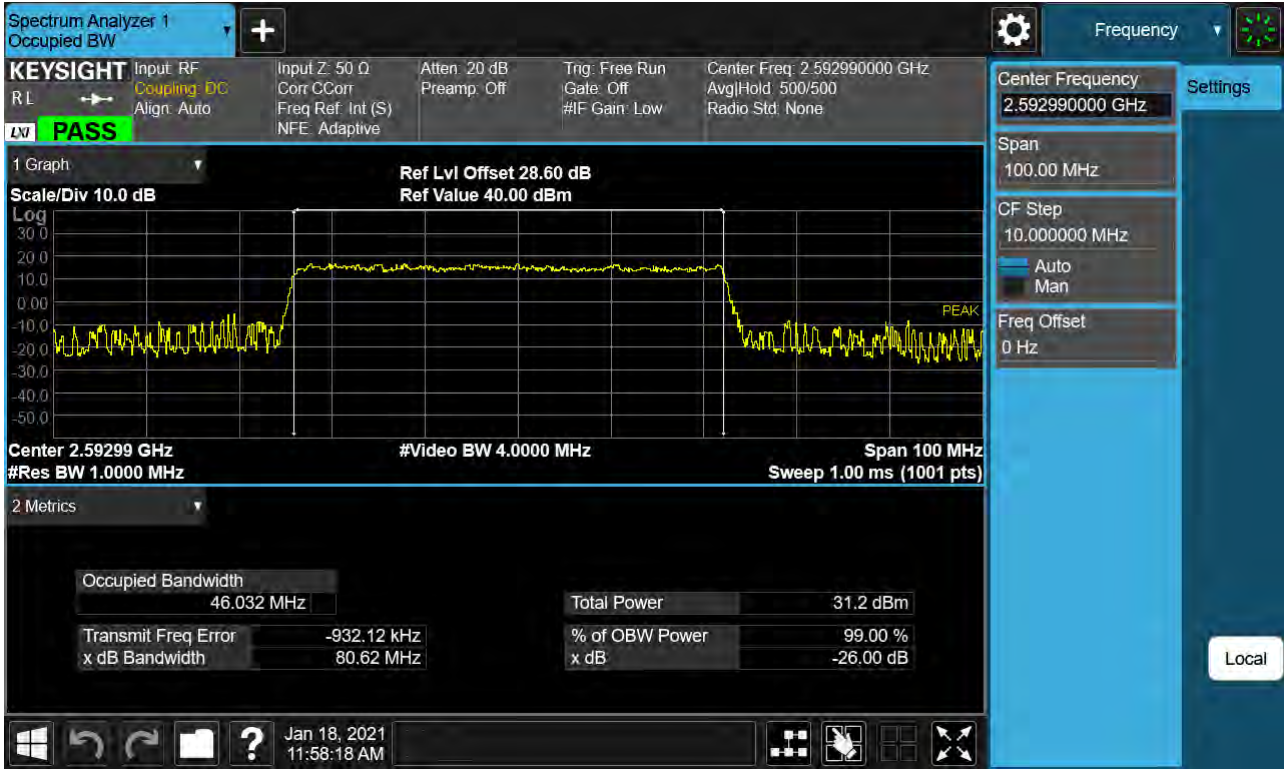 Spectrum Analyzer 1
Occupied BW
Frequency
KEYSIGHT
R L
LXI
PASS
Input: RF
Coupling: DC
Align: Auto
Input Z: 50 Ω
Corr CCorr
Freq Ref: Int (S)
NFE: Adaptive
Atten: 20 dB
Preamp: Off
Trig: Free Run
Gate: Off
#IF Gain: Low
Center Freq: 2.592990000 GHz
Avg|Hold: 500/500
Radio Std: None
1 Graph
Scale/Div 10.0 dB
Ref Lvl Offset 28.60 dB
Ref Value 40.00 dBm
Log
30.0
20.0
10.0
0.00
-10.0
-20.0
-30.0
-40.0
-50.0
PEAK
Center 2.59299 GHz
#Video BW 4.0000 MHz
Span 100 MHz
#Res BW 1.0000 MHz
Sweep 1.00 ms (1001 pts)
2 Metrics
Occupied Bandwidth
46.032 MHz
Total Power 31.2 dBm
Transmit Freq Error -932.12 kHz
% of OBW Power 99.00 %
x dB Bandwidth 80.62 MHz
x dB -26.00 dB
Center Frequency
2.592990000 GHz
Settings
Span
100.00 MHz
CF Step
10.000000 MHz
Auto
Man
Freq Offset
0 Hz
Local
?
Jan 18, 2021
11:58:18 AM